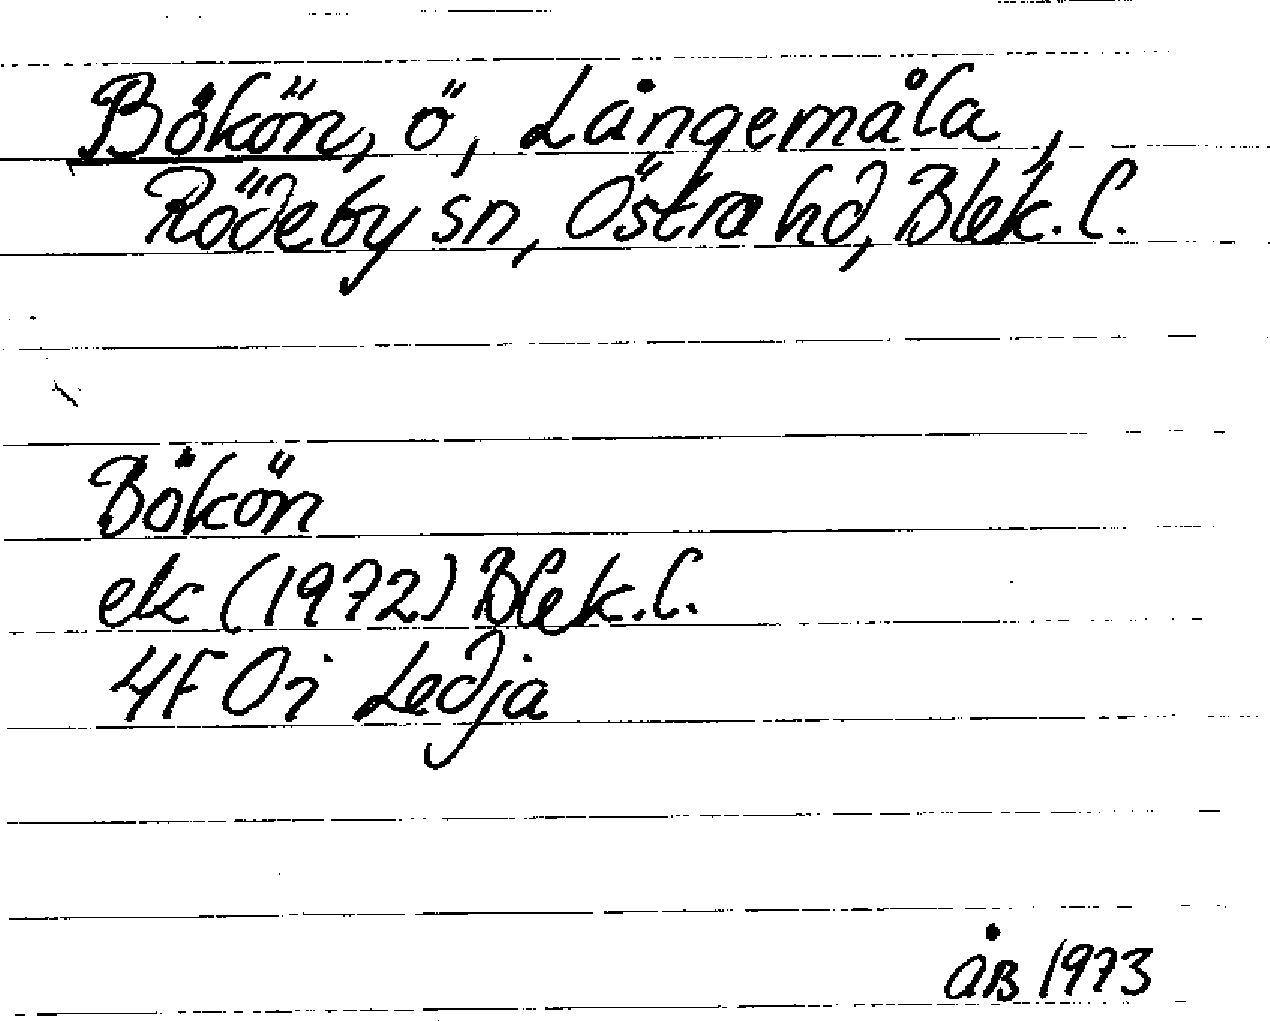 Bökön, ö, Långemåla,
Rödeby sn, Östra hd, Blek. l.
Bökön
ek (1972) Blek. l.
4F 0i Ledja
ÅB 1973